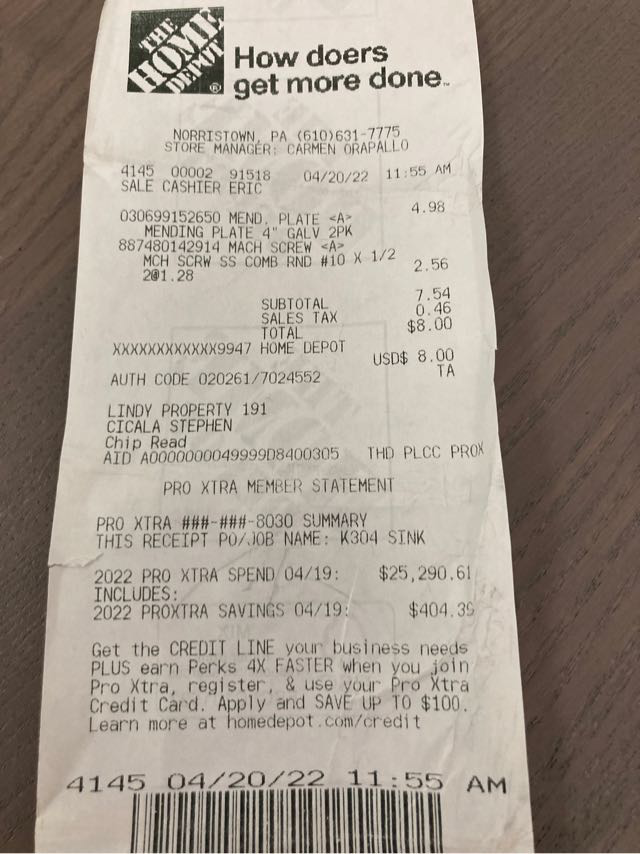 THE HOME DEPOT
How doers
get more done™
NORRISTOWN, PA (610)631-7775
STORE MANAGER: CARMEN ORAPALLO
4145 00002 91518 04/20/22 11:55 AM
SALE CASHIER ERIC
030699152650 MEND. PLATE <A> 4.98
MENDING PLATE 4" GALV 2PK
887480142914 MACH SCREW <A>
MCH SCRW SS COMB RND #10 X 1/2
2@1.28 2.56
SUBTOTAL 7.54
SALES TAX 0.46
TOTAL $8.00
XXXXXXXXXXXX9947 HOME DEPOT
USD$ 8.00
AUTH CODE 020261/7024552 TA
LINDY PROPERTY 191
CICALA STEPHEN
Chip Read
AID A0000000049999D8400305 THD PLCC PROX
PRO XTRA MEMBER STATEMENT
PRO XTRA ###-###-8030 SUMMARY
THIS RECEIPT PO/JOB NAME: K304 SINK
2022 PRO XTRA SPEND 04/19: $25,290.61
INCLUDES:
2022 PROXTRA SAVINGS 04/19: $404.39
Get the CREDIT LINE your business needs
PLUS earn Perks 4X FASTER when you join
Pro Xtra, register, & use your Pro Xtra
Credit Card. Apply and SAVE UP TO $100.
Learn more at homedepot.com/credit
4145 04/20/22 11:55 AM